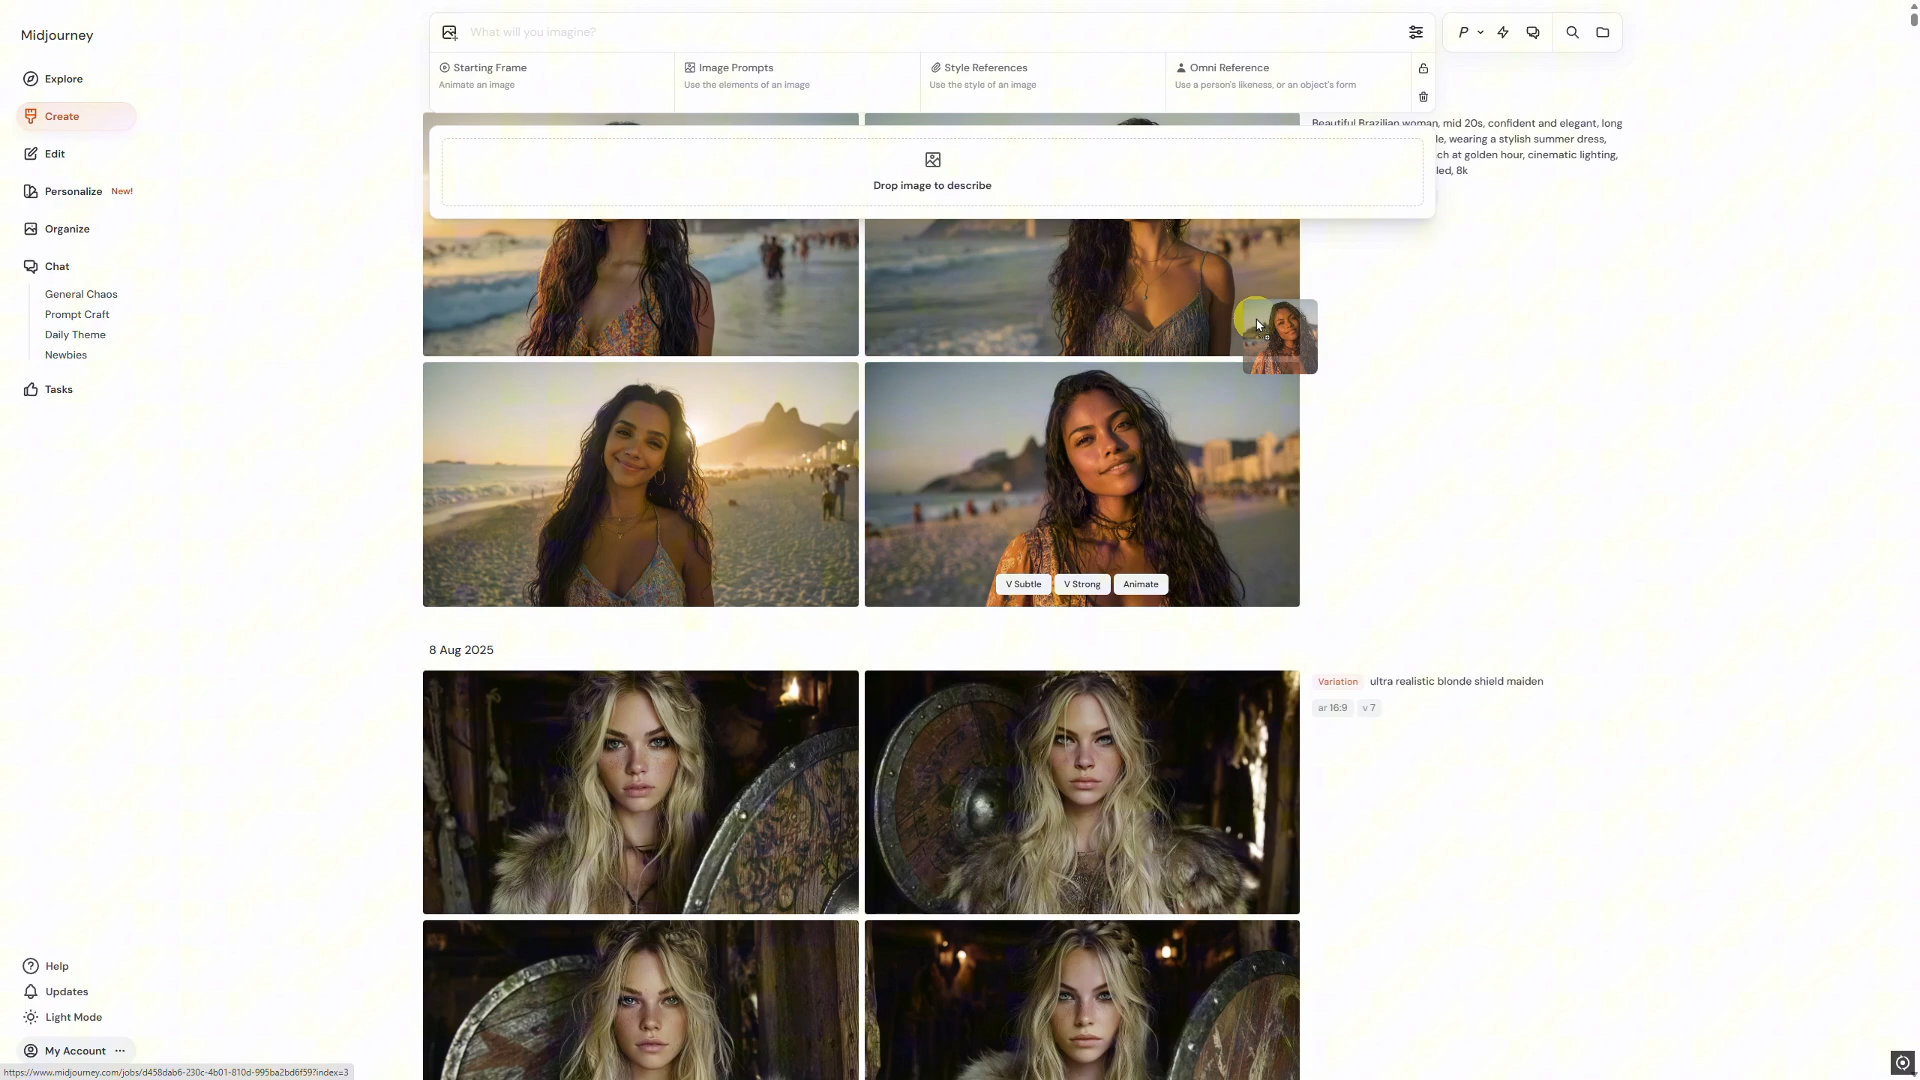 Midjourney
Explore
Create
Edit
Personalize New!
Organize
Chat
General Chaos
Prompt Craft
Daily Theme
Newbies
Tasks
Help
Updates
Light Mode
My Account
https://www.midjourney.com/jobs/d458dab6-230c-4b01-810d-995ba2bd6f59?index=3
What will you imagine?
P
Starting Frame
Animate an image
Image Prompts
Use the elements of an image
Style References
Use the style of an image
Omni Reference
Use a person's likeness, or an object's form
Drop image to describe
Beautiful Brazilian woman, mid 20s, confident and elegant, long
wearing a stylish summer dress,
at golden hour, cinematic lighting,
8k
V Subtle
V Strong
Animate
8 Aug 2025
Variation ultra realistic blonde shield maiden
ar 16:9 v 7